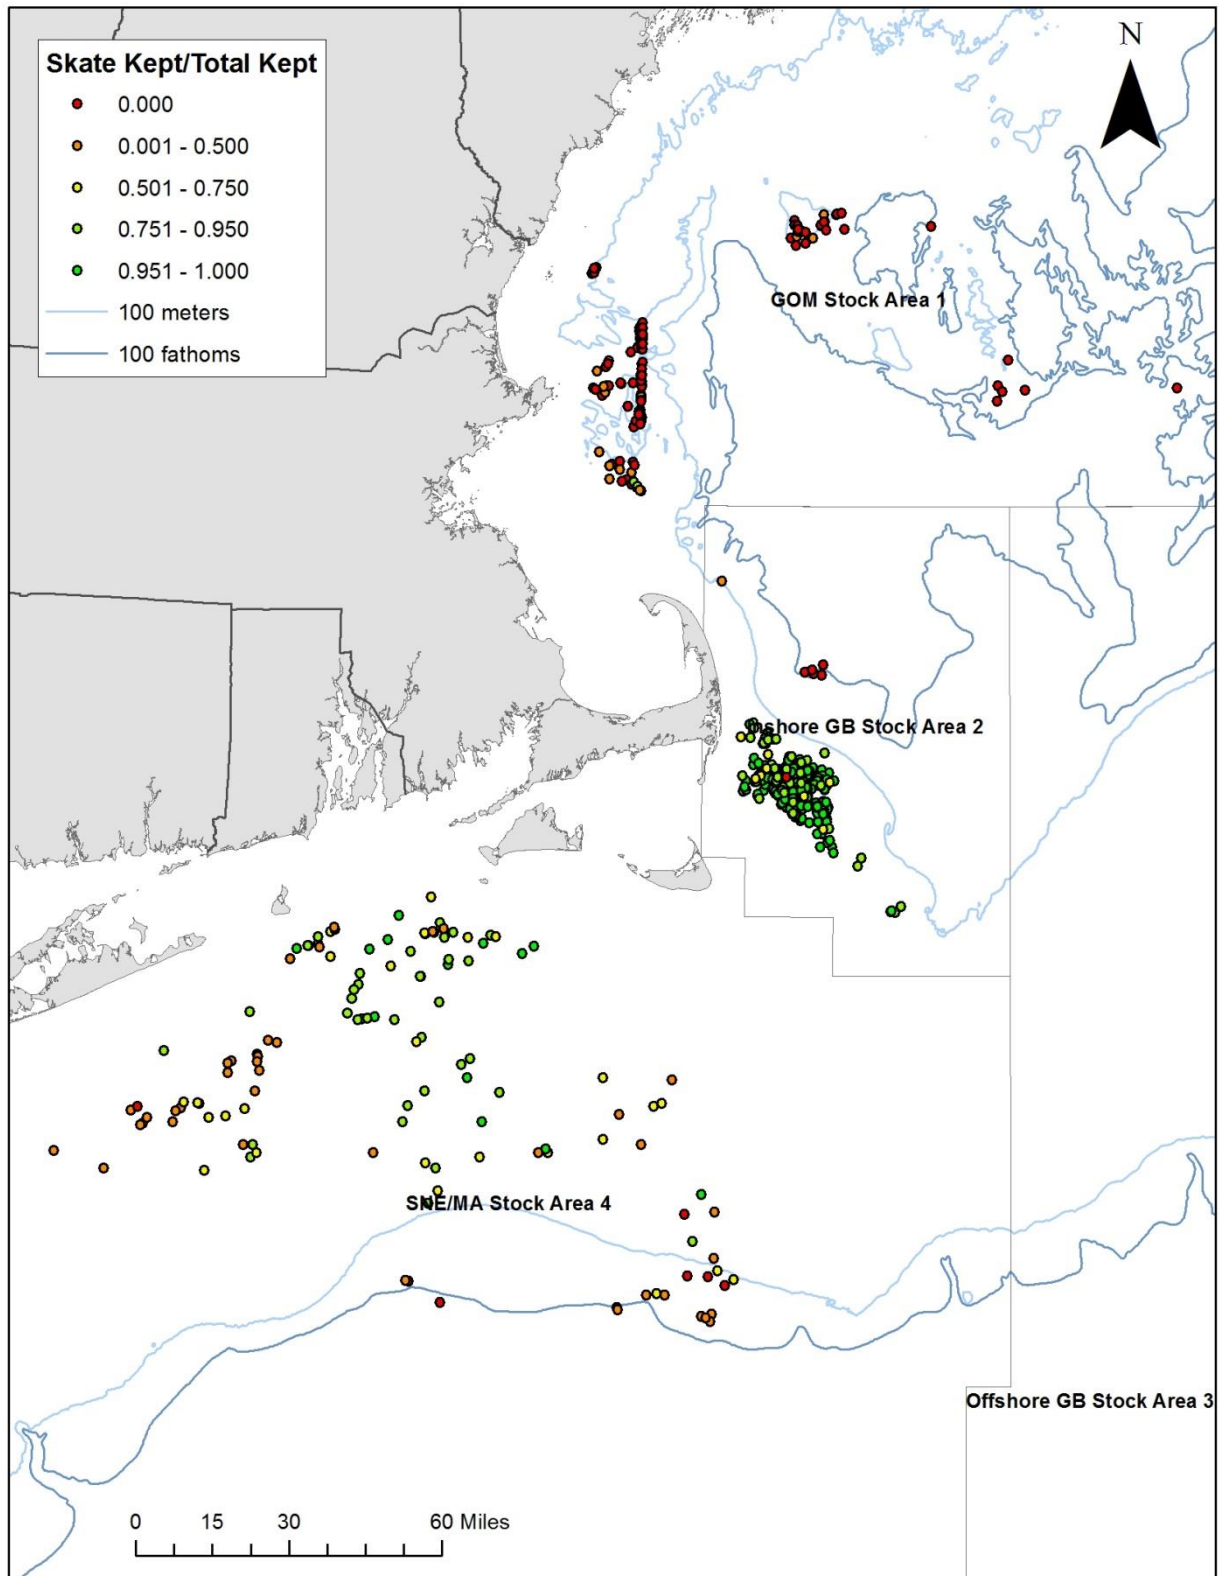 Skate Kept/Total Kept
0.000
0.001 - 0.500
0.501 - 0.750
0.751 - 0.950
0.951 - 1.000
100 meters
100 fathoms
N
GOM Stock Area 1
Inshore GB Stock Area 2
SNE/MA Stock Area 4
Offshore GB Stock Area 3
0 15 30 60 Miles